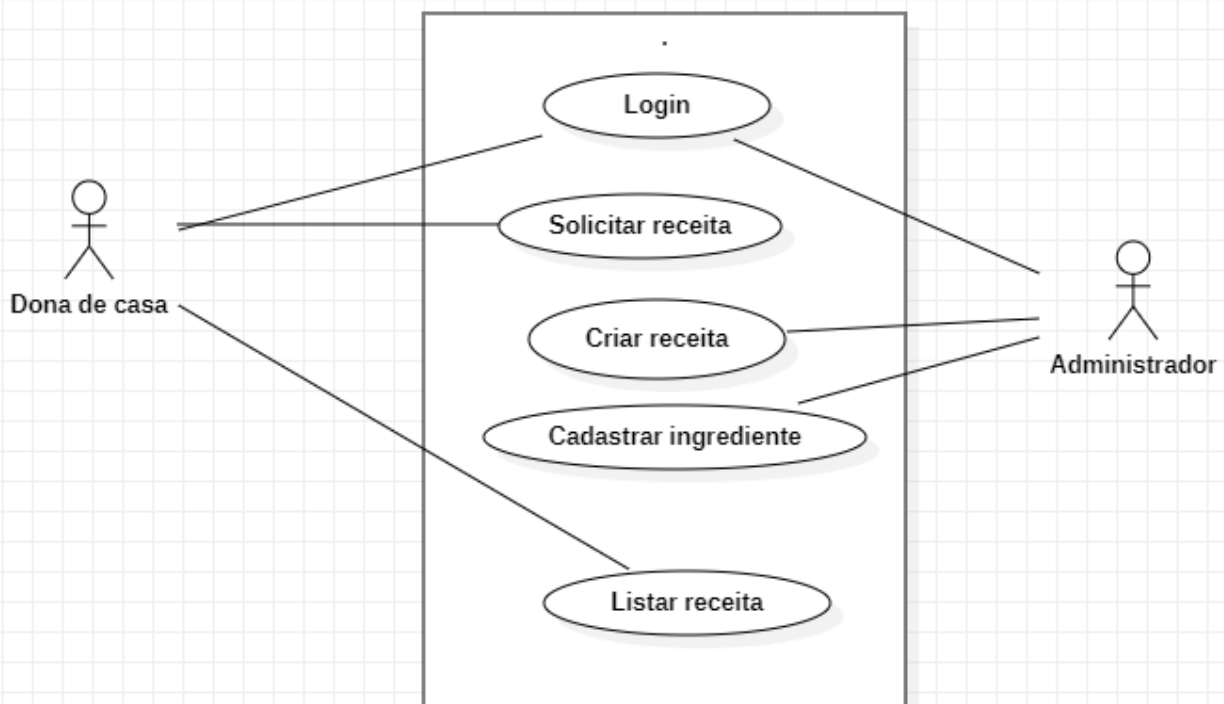 .
Login
Solicitar receita
Dona de casa
Criar receita
Administrador
Cadastrar ingrediente
Listar receita